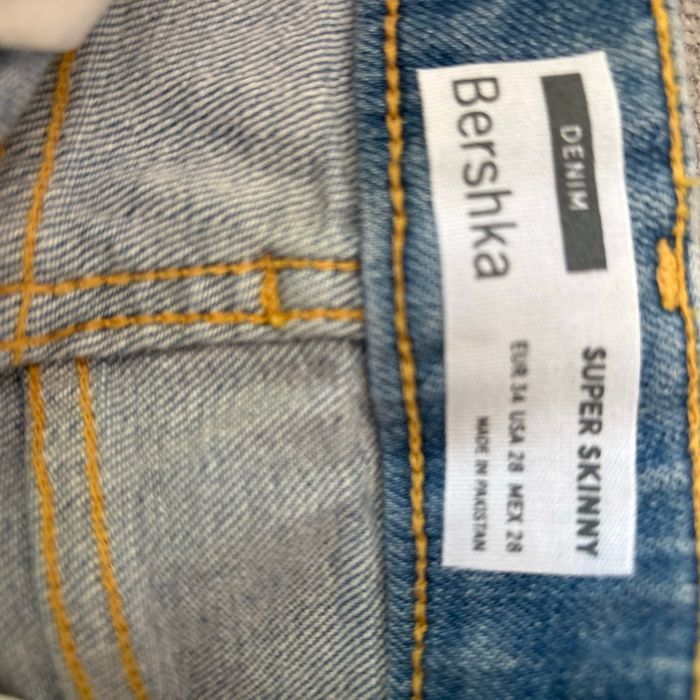 DENIM
Bershka
SUPER SKINNY
EUR 34 USA 28 MEX 28
MADE IN PAKISTAN